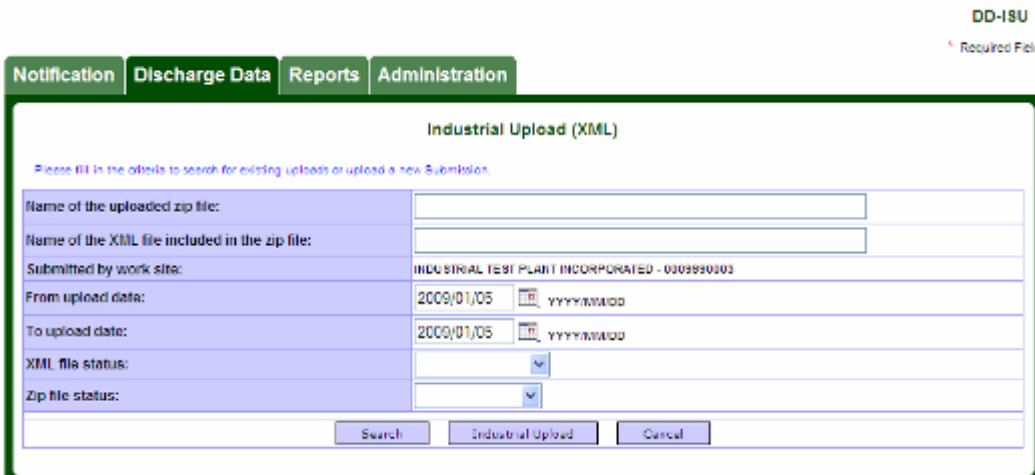 DD-ISU
* Required Fiel
Notification Discharge Data Reports Administration
Industrial Upload (XML)
Please fill in the criteria to search for existing uploads or upload a new Submission.
Name of the uploaded zip file:
Name of the XML file included in the zip file:
Submitted by work site: INDUSTRIAL TEST PLANT INCORPORATED - 0009990003
From upload date: 2009/01/05 YYYY/MM/DD
To upload date: 2009/01/05 YYYY/MM/DD
XML file status:
Zip file status:
Search Industrial Upload Cancel